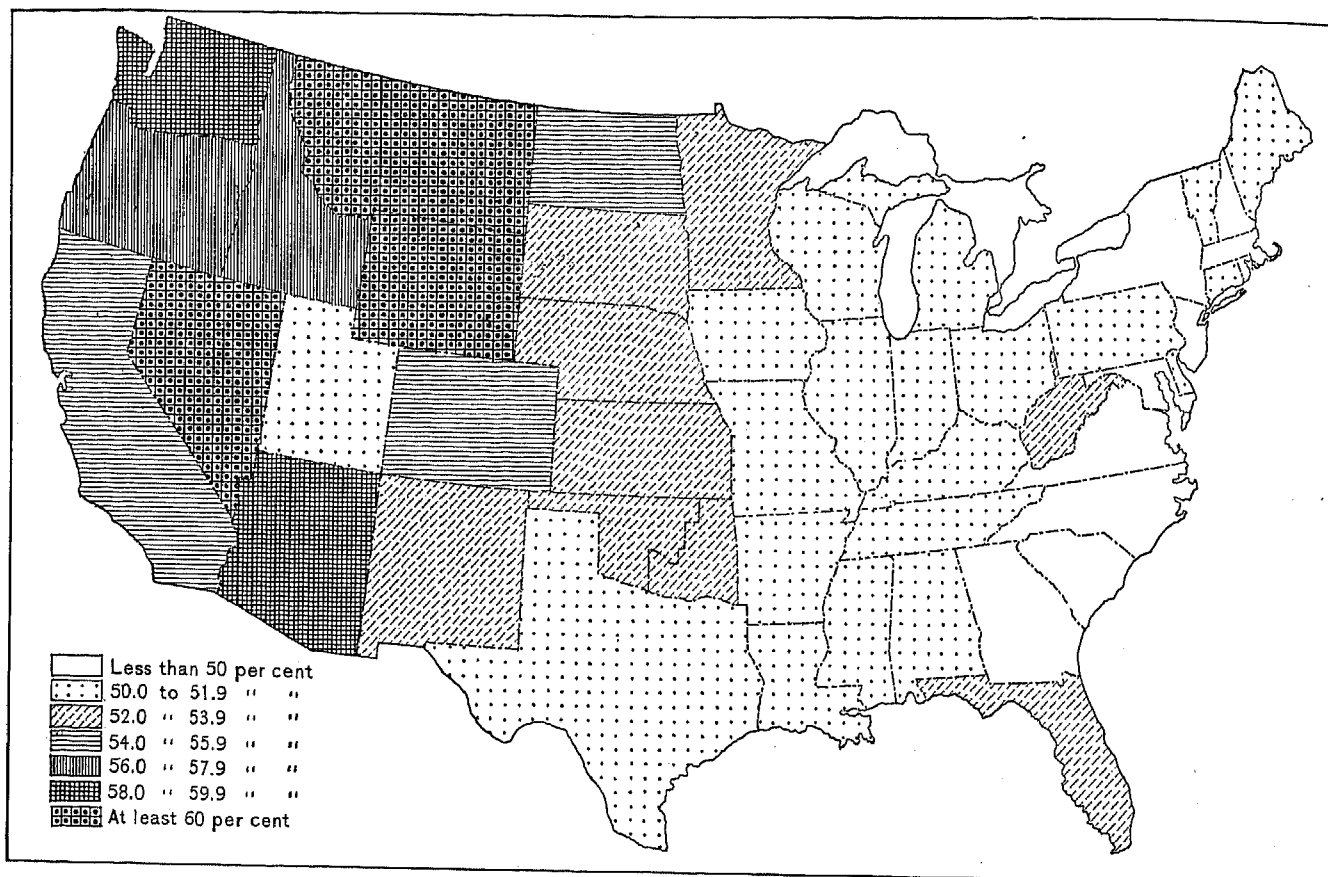 Less than 50 per cent
50.0 to 51.9 " "
52.0 " 53.9 " "
54.0 " 55.9 " "
56.0 " 57.9 " "
58.0 " 59.9 " "
At least 60 per cent